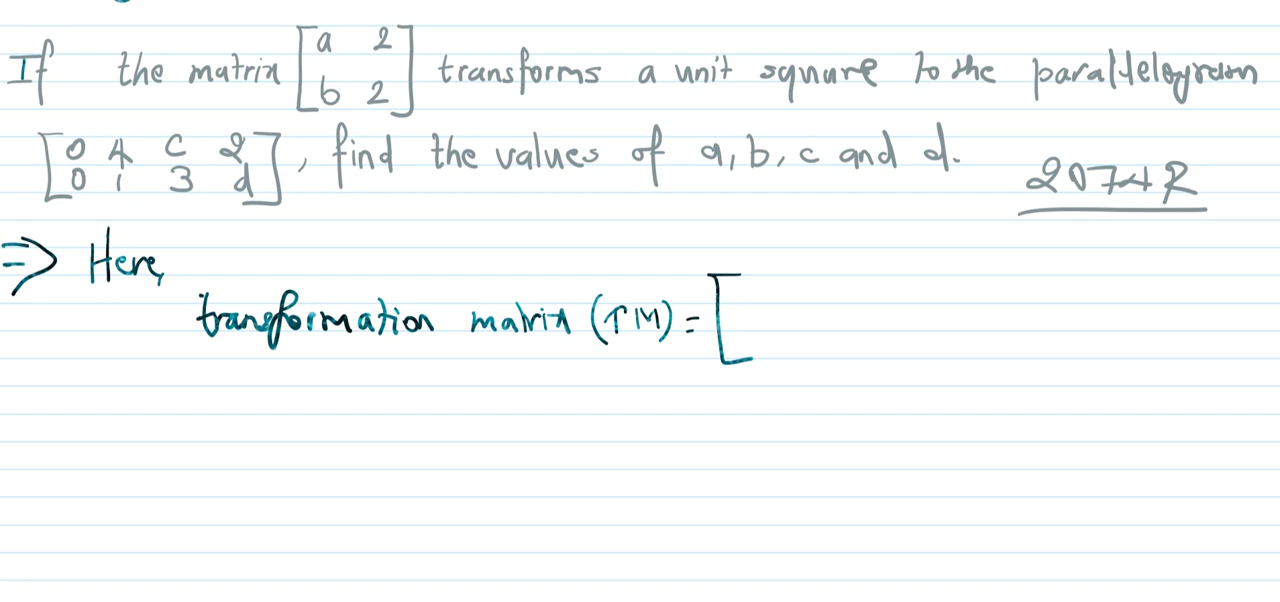 If the matrix [a 2 b 2] transforms a unit square to the parallelogram
[0 4 c 2 0 1 3 d], find the values of a, b, c and d.
2074 R
⇒ Here,
transformation matrix (TM) = [